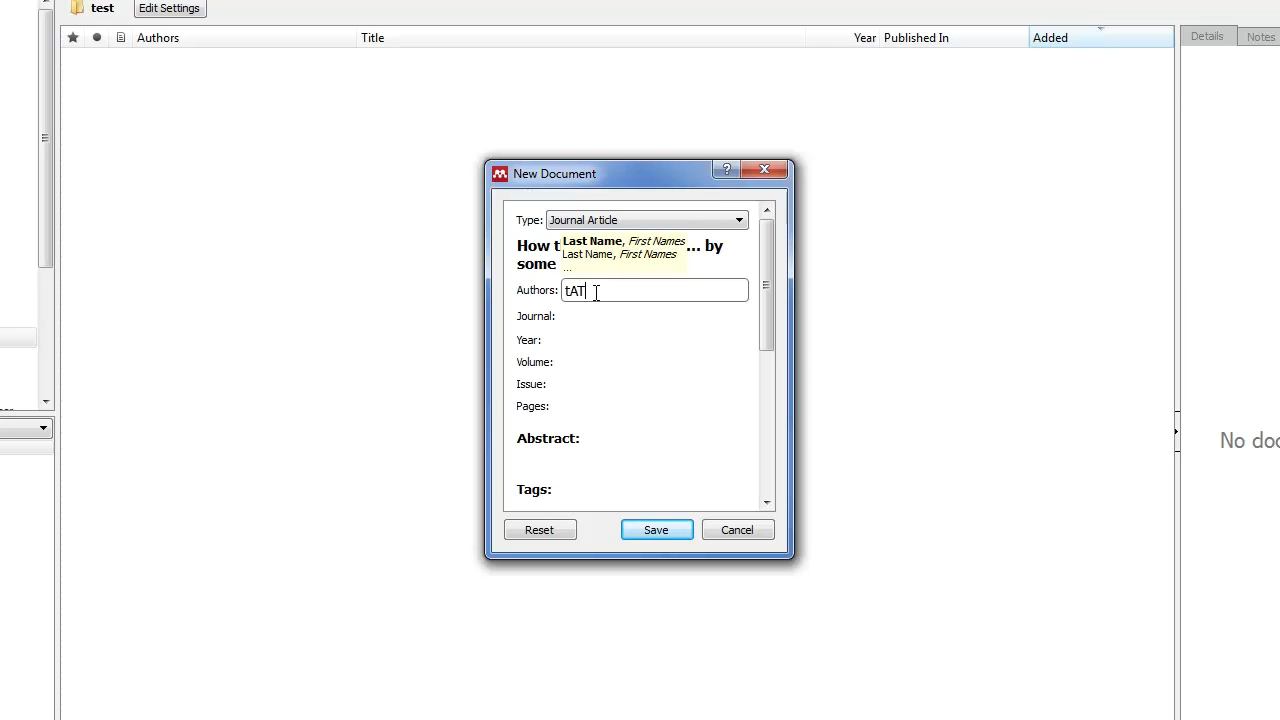 test Edit Settings
Authors Title Year Published In Added Details Notes
New Document
Type: Journal Article
How t ... by
some
Last Name, First Names
Last Name, First Names
...
Authors: tAT
Journal:
Year:
Volume:
Issue:
Pages:
No doc
Abstract:
Tags:
Reset Save Cancel